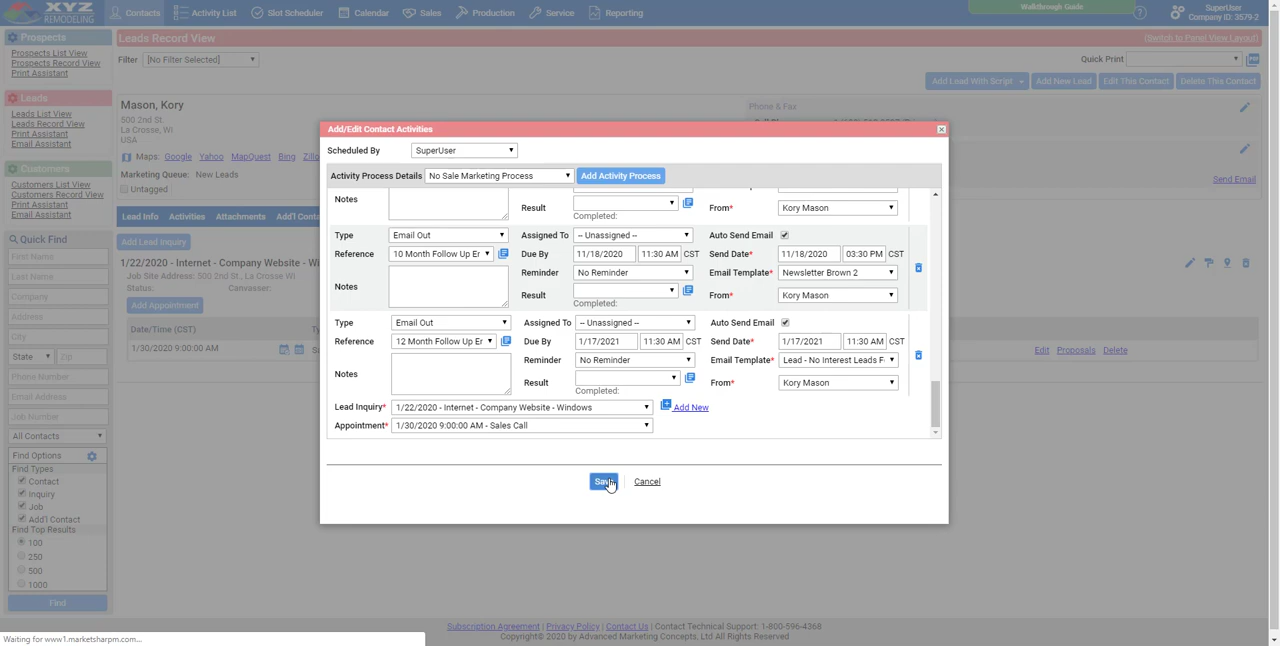 XYZ
REMODELING
Contacts
Activity List
Slot Scheduler
Calendar
Sales
Production
Service
Reporting
Walkthrough Guide
SuperUser
Company ID: 3579-2
Prospects
Prospects List View
Prospects Record View
Print Assistant
Leads
Leads List View
Leads Record View
Print Assistant
Email Assistant
Customers
Customers List View
Customers Record View
Print Assistant
Email Assistant
Quick Find
First Name
Last Name
Company
Address
City
State
Zip
Phone Number
Email Address
Job Number
All Contacts
Find Options
Find Types
Contact
Inquiry
Job
Add'l Contact
Find Top Results
100
250
500
1000
Find
Leads Record View
(Switch to Panel View Layout)
Filter [No Filter Selected]
Quick Print
Add Lead With Script
Add New Lead
Edit This Contact
Delete This Contact
Mason, Kory
500 2nd St.
La Crosse, WI
USA
Maps: Google Yahoo MapQuest Bing Zillo
Marketing Queue: New Leads
Untagged
Phone & Fax
Send Email
Lead Info Activities Attachments Add'l Conta
Add Lead Inquiry
1/22/2020 - Internet - Company Website - Wi
Job Site Address: 500 2nd St., La Crosse WI
Status: Canvasser:
Add Appointment
Date/Time (CST)
1/30/2020 9:00:00 AM
Edit Proposals Delete
Add/Edit Contact Activities
Scheduled By SuperUser
Activity Process Details No Sale Marketing Process Add Activity Process
Notes
Result
Completed:
From* Kory Mason
Type Email Out Assigned To -- Unassigned -- Auto Send Email
Reference 10 Month Follow Up Er Due By 11/18/2020 11:30 AM CST Send Date* 11/18/2020 03:30 PM CST
Reminder No Reminder Email Template* Newsletter Brown 2
Notes
Result From* Kory Mason
Completed:
Type Email Out Assigned To -- Unassigned -- Auto Send Email
Reference 12 Month Follow Up Er Due By 1/17/2021 11:30 AM CST Send Date* 1/17/2021 11:30 AM CST
Reminder No Reminder Email Template* Lead - No Interest Leads F
Notes
Result From* Kory Mason
Completed:
Lead Inquiry* 1/22/2020 - Internet - Company Website - Windows Add New
Appointment* 1/30/2020 9:00:00 AM - Sales Call
Save Cancel
Subscription Agreement | Privacy Policy | Contact Us | Contact Technical Support: 1-800-596-4368
Copyright© 2020 by Advanced Marketing Concepts, Ltd All Rights Reserved
Waiting for www1.marketsharpm.com...